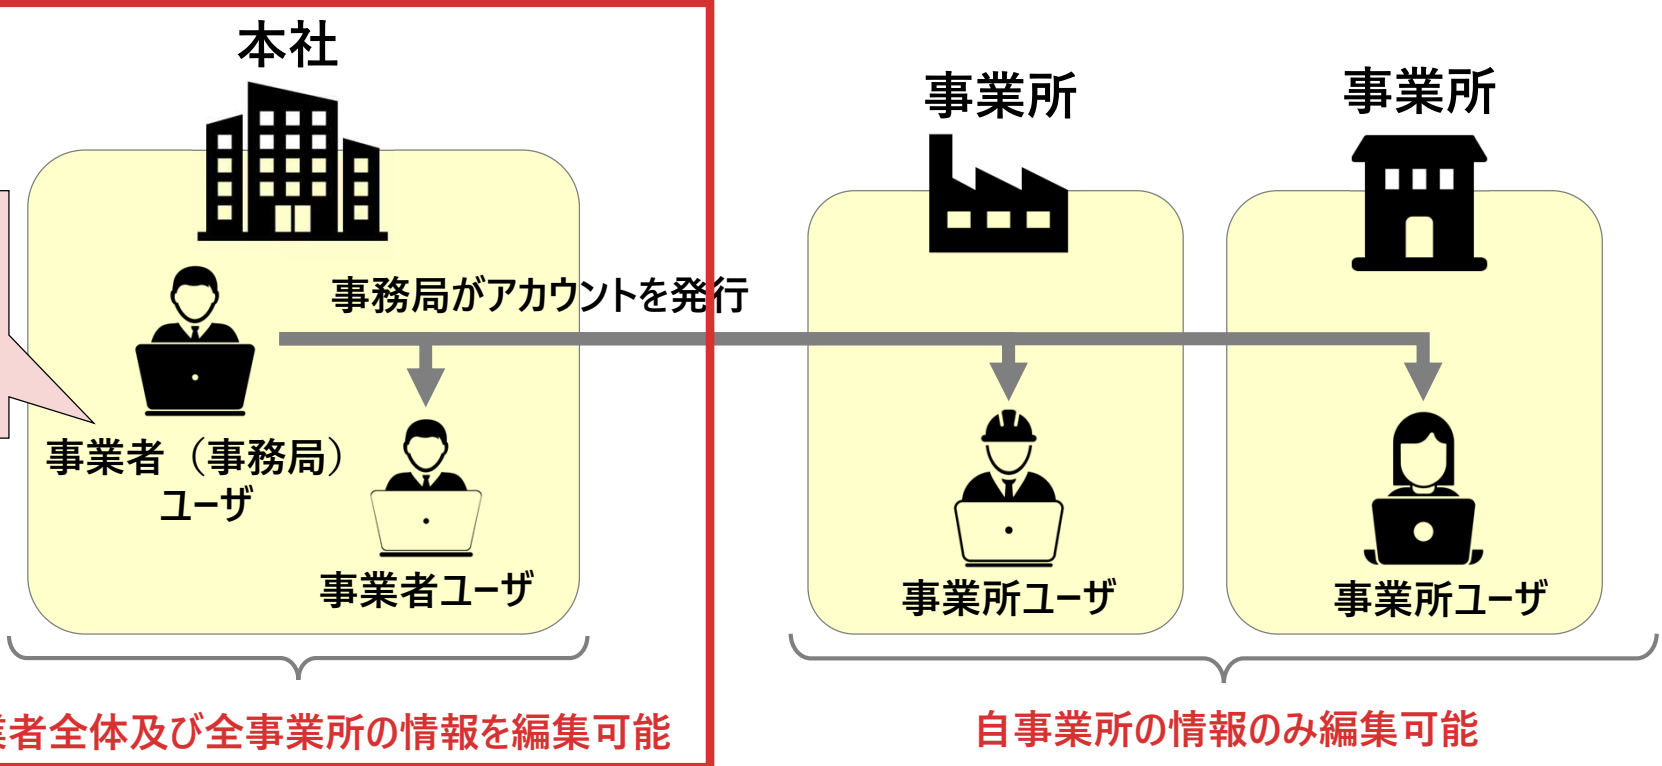 本社
事業所
事業所
事務局がアカウントを発行
事業者（事務局）
ユーザ
事業者ユーザ
事業所ユーザ
事業所ユーザ
業者全体及び全事業所の情報を編集可能
自事業所の情報のみ編集可能